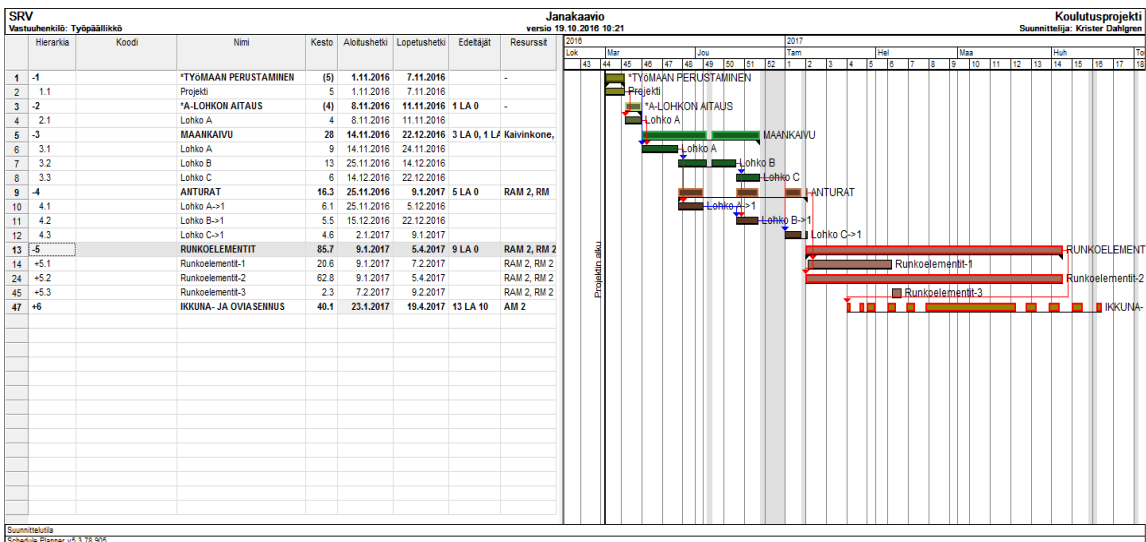 SRV Janakaavio Koulutusprojekti
Vastuuhenkilö: Työpäällikkö versio 19.10.2016 10:21 Suunnittelija: Krister Dahlgren
Hierarkia Koodi Nimi Kesto Aloitushetki Lopetushetki Edeltäjät Resurssit
2016 2017
Lok Mar Jou Tam Hel Maa Huh To
43 44 45 46 47 48 49 50 51 52 1 2 3 4 5 6 7 8 9 10 11 12 13 14 15 16 17 18
1 -1 *TYöMAAN PERUSTAMINEN (5) 1.11.2016 7.11.2016 - *TYöMAAN PERUSTAMINEN
2 1.1 Projekti 5 1.11.2016 7.11.2016 Projekti
3 -2 *A-LOHKON AITAUS (4) 8.11.2016 11.11.2016 1 LA 0 - *A-LOHKON AITAUS
4 2.1 Lohko A 4 8.11.2016 11.11.2016 Lohko A
5 -3 MAANKAIVU 28 14.11.2016 22.12.2016 3 LA 0, 1 LA Kaivinkone, MAANKAIVU
6 3.1 Lohko A 9 14.11.2016 24.11.2016 Lohko A
7 3.2 Lohko B 13 25.11.2016 14.12.2016 Lohko B
8 3.3 Lohko C 6 14.12.2016 22.12.2016 Lohko C
9 -4 ANTURAT 16.3 25.11.2016 9.1.2017 5 LA 0 RAM 2, RM ANTURAT
10 4.1 Lohko A->1 6.1 25.11.2016 5.12.2016 Lohko A->1
11 4.2 Lohko B->1 5.5 15.12.2016 22.12.2016 Lohko B->1
12 4.3 Lohko C->1 4.6 2.1.2017 9.1.2017 Lohko C->1
13 -5 RUNKOELEMENTIT 85.7 9.1.2017 5.4.2017 9 LA 0 RAM 2, RM 2 RUNKOELEMENT
14 +5.1 Runkoelementit-1 20.6 9.1.2017 7.2.2017 RAM 2, RM 2 Runkoelementit-1
24 +5.2 Runkoelementit-2 62.8 9.1.2017 5.4.2017 RAM 2, RM 2 Runkoelementit-2
45 +5.3 Runkoelementit-3 2.3 7.2.2017 9.2.2017 RAM 2, RM 2 Runkoelementit-3
47 +6 IKKUNA- JA OVIASENNUS 40.1 23.1.2017 19.4.2017 13 LA 10 AM 2 IKKUNA-
Projektin alku
Suunnittelutila
Schedule Planner v5.3.78.905